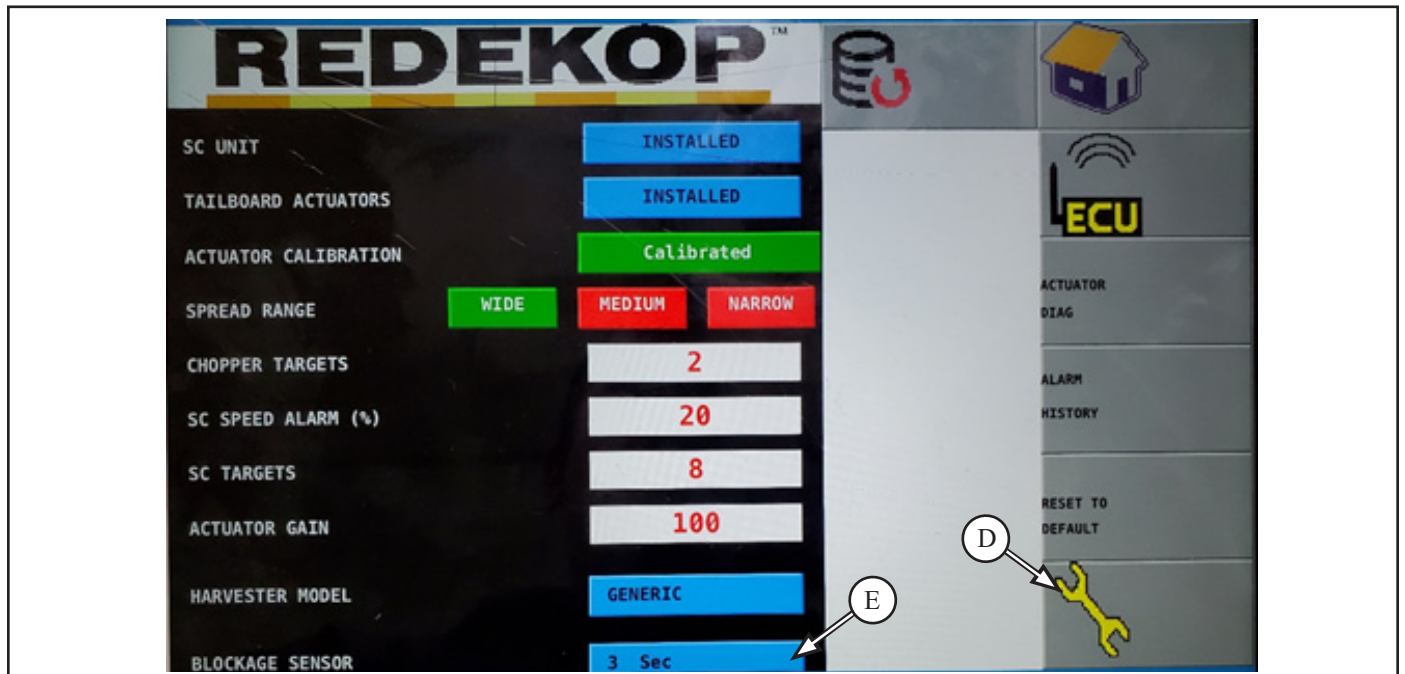 REDEKOP™
SC UNIT INSTALLED
TAILBOARD ACTUATORS INSTALLED
ECU
ACTUATOR CALIBRATION Calibrated
SPREAD RANGE WIDE MEDIUM NARROW
ACTUATOR
DIAG
CHOPPER TARGETS 2
ALARM
HISTORY
SC SPEED ALARM (%) 20
SC TARGETS 8
RESET TO
DEFAULT
ACTUATOR GAIN 100
D
HARVESTER MODEL GENERIC
E
BLOCKAGE SENSOR 3 Sec